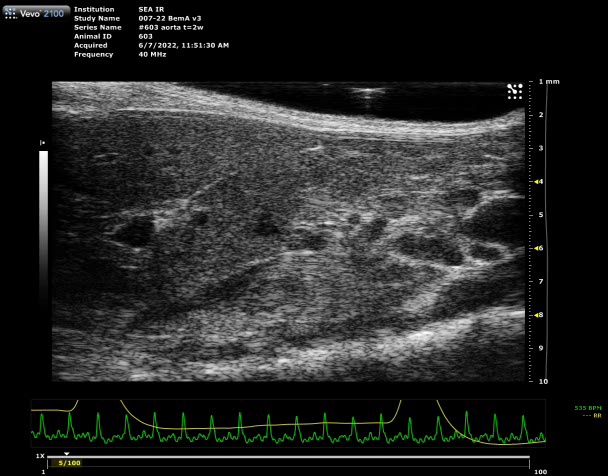 Vevo 2100
Institution SEA IR
Study Name 007-22 BemA v3
Series Name #603 aorta t=2w
Animal ID 603
Acquired 6/7/2022, 11:51:30 AM
Frequency 40 MHz
1 mm
2
3
4
5
6
7
8
9
10
535 BPM
--- RR
1X
5/100
1 100